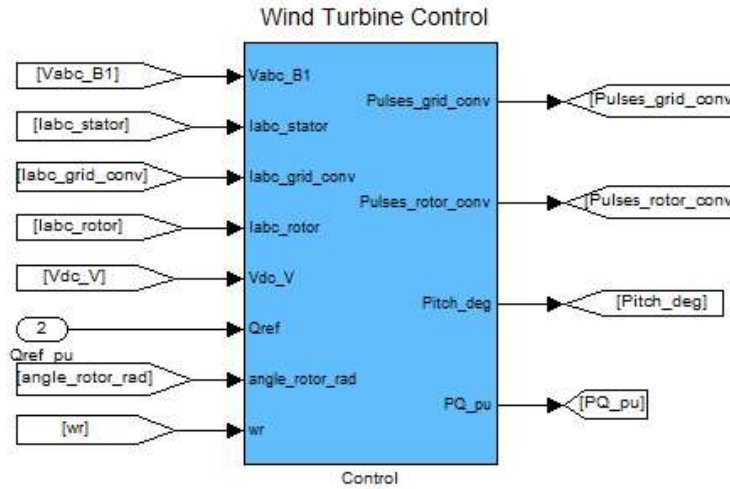 Wind Turbine Control
[Vabc_B1]
[Iabc_stator]
[Iabc_grid_conv]
[Iabc_rotor]
[Vdc_V]
2
Qref_pu
[angle_rotor_rad]
[wr]
Vabc_B1
Iabc_stator
Iabc_grid_conv
Iabc_rotor
Vdc_V
Qref
angle_rotor_rad
wr
Pulses_grid_conv
Pulses_rotor_conv
Pitch_deg
PQ_pu
[Pulses_grid_conv
[Pulses_rotor_conv
[Pitch_deg]
[PQ_pu]
Control